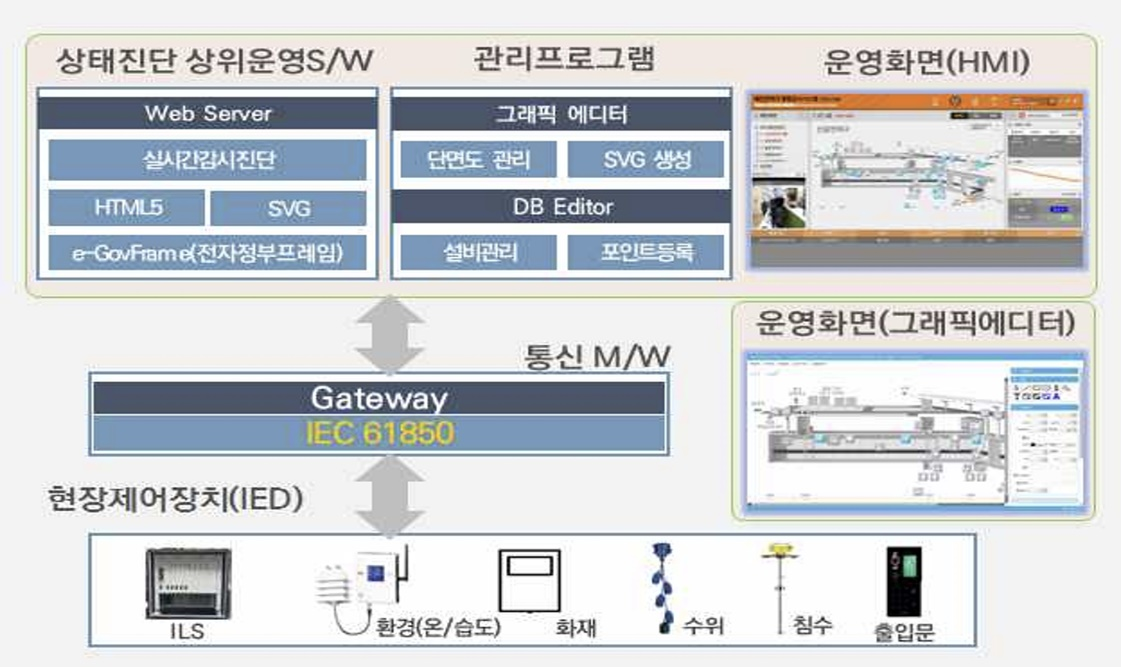 상태진단 상위운영S/W
관리프로그램
운영화면(HMI)
Web Server
실시간감시진단
HTML5
SVG
e-GovFrame(전자정부프레임)
그래픽 에디터
단면도 관리
SVG 생성
DB Editor
설비관리
포인트등록
운영화면(그래픽에디터)
통신 M/W
Gateway
IEC 61850
현장제어장치(IED)
ILS
환경(온/습도)
화재
수위
침수
출입문